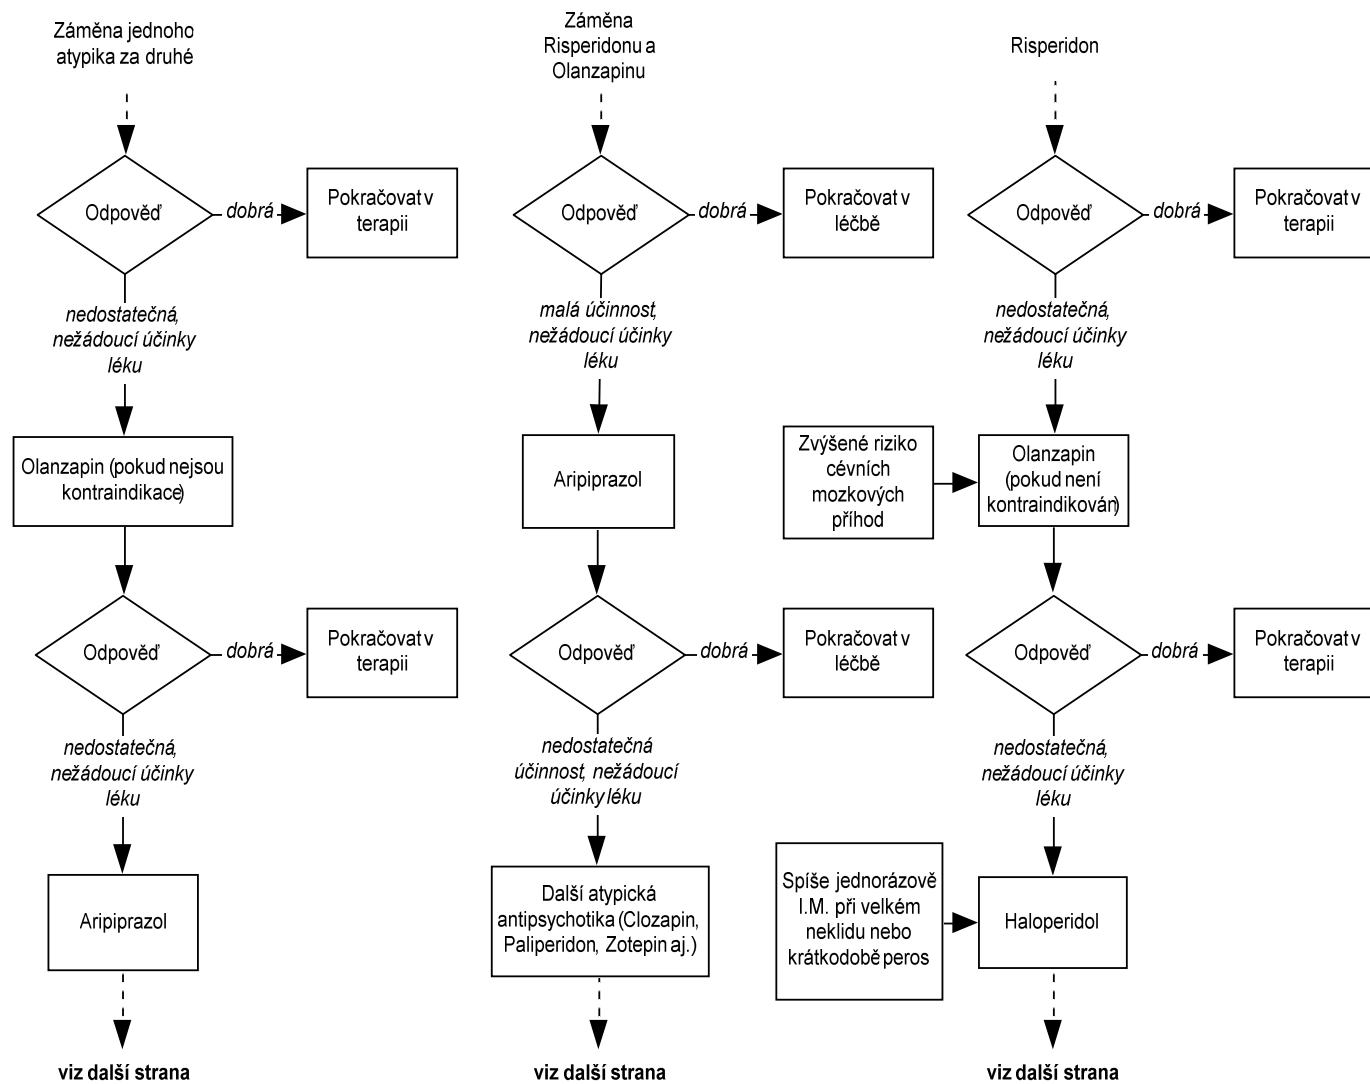 Záměna jednoho
atypika za druhé
Odpověď
dobrá
Pokračovat v
terapii
nedostatečná,
nežádoucí účinky
léku
Olanzapin (pokud nejsou
kontraindikace)
Odpověď
dobrá
Pokračovat v
terapii
nedostatečná,
nežádoucí účinky
léku
Aripiprazol
viz další strana
Záměna
Risperidonu a
Olanzapinu
Odpověď
dobrá
Pokračovat v
léčbě
malá účinnost,
nežádoucí účinky
léku
Aripiprazol
Odpověď
dobrá
Pokračovat v
léčbě
nedostatečná
účinnost, nežádoucí
účinky léku
Další atypická
antipsychotika (Clozapin,
Paliperidon, Zotepin aj.)
viz další strana
Risperidon
Odpověď
dobrá
Pokračovat v
terapii
nedostatečná,
nežádoucí účinky
léku
Zvýšené riziko
cévních
mozkových
příhod
Olanzapin
(pokud není
kontraindikován)
Odpověď
dobrá
Pokračovat v
terapii
nedostatečná,
nežádoucí účinky
léku
Spíše jednorázově
I.M. při velkém
neklidu nebo
krátkodobě peros
Haloperidol
viz další strana